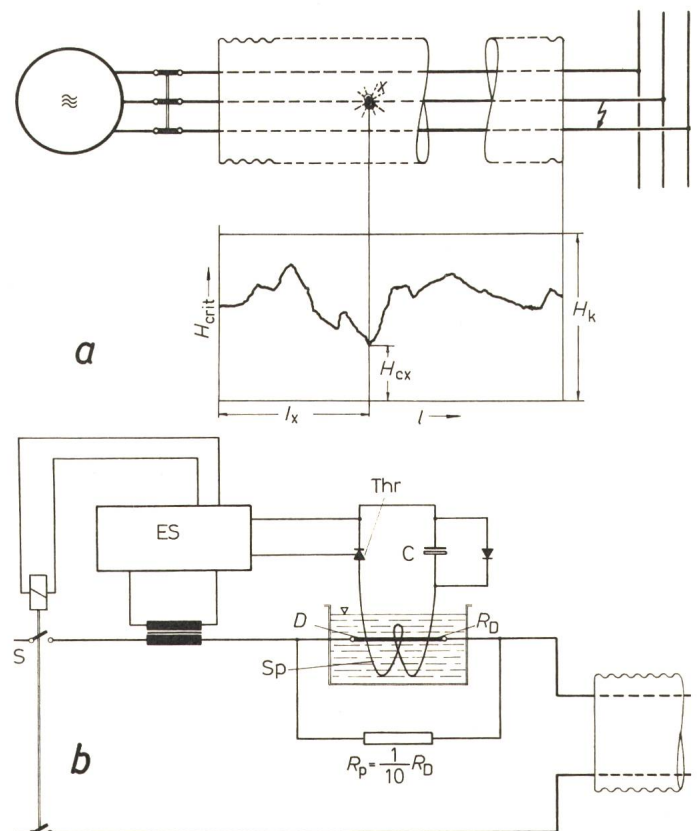 x
H_crit
H_k
H_cx
a
l_x
l
Thr
ES
C
D
R_D
S
Sp
R_p = 1/10 R_D
b